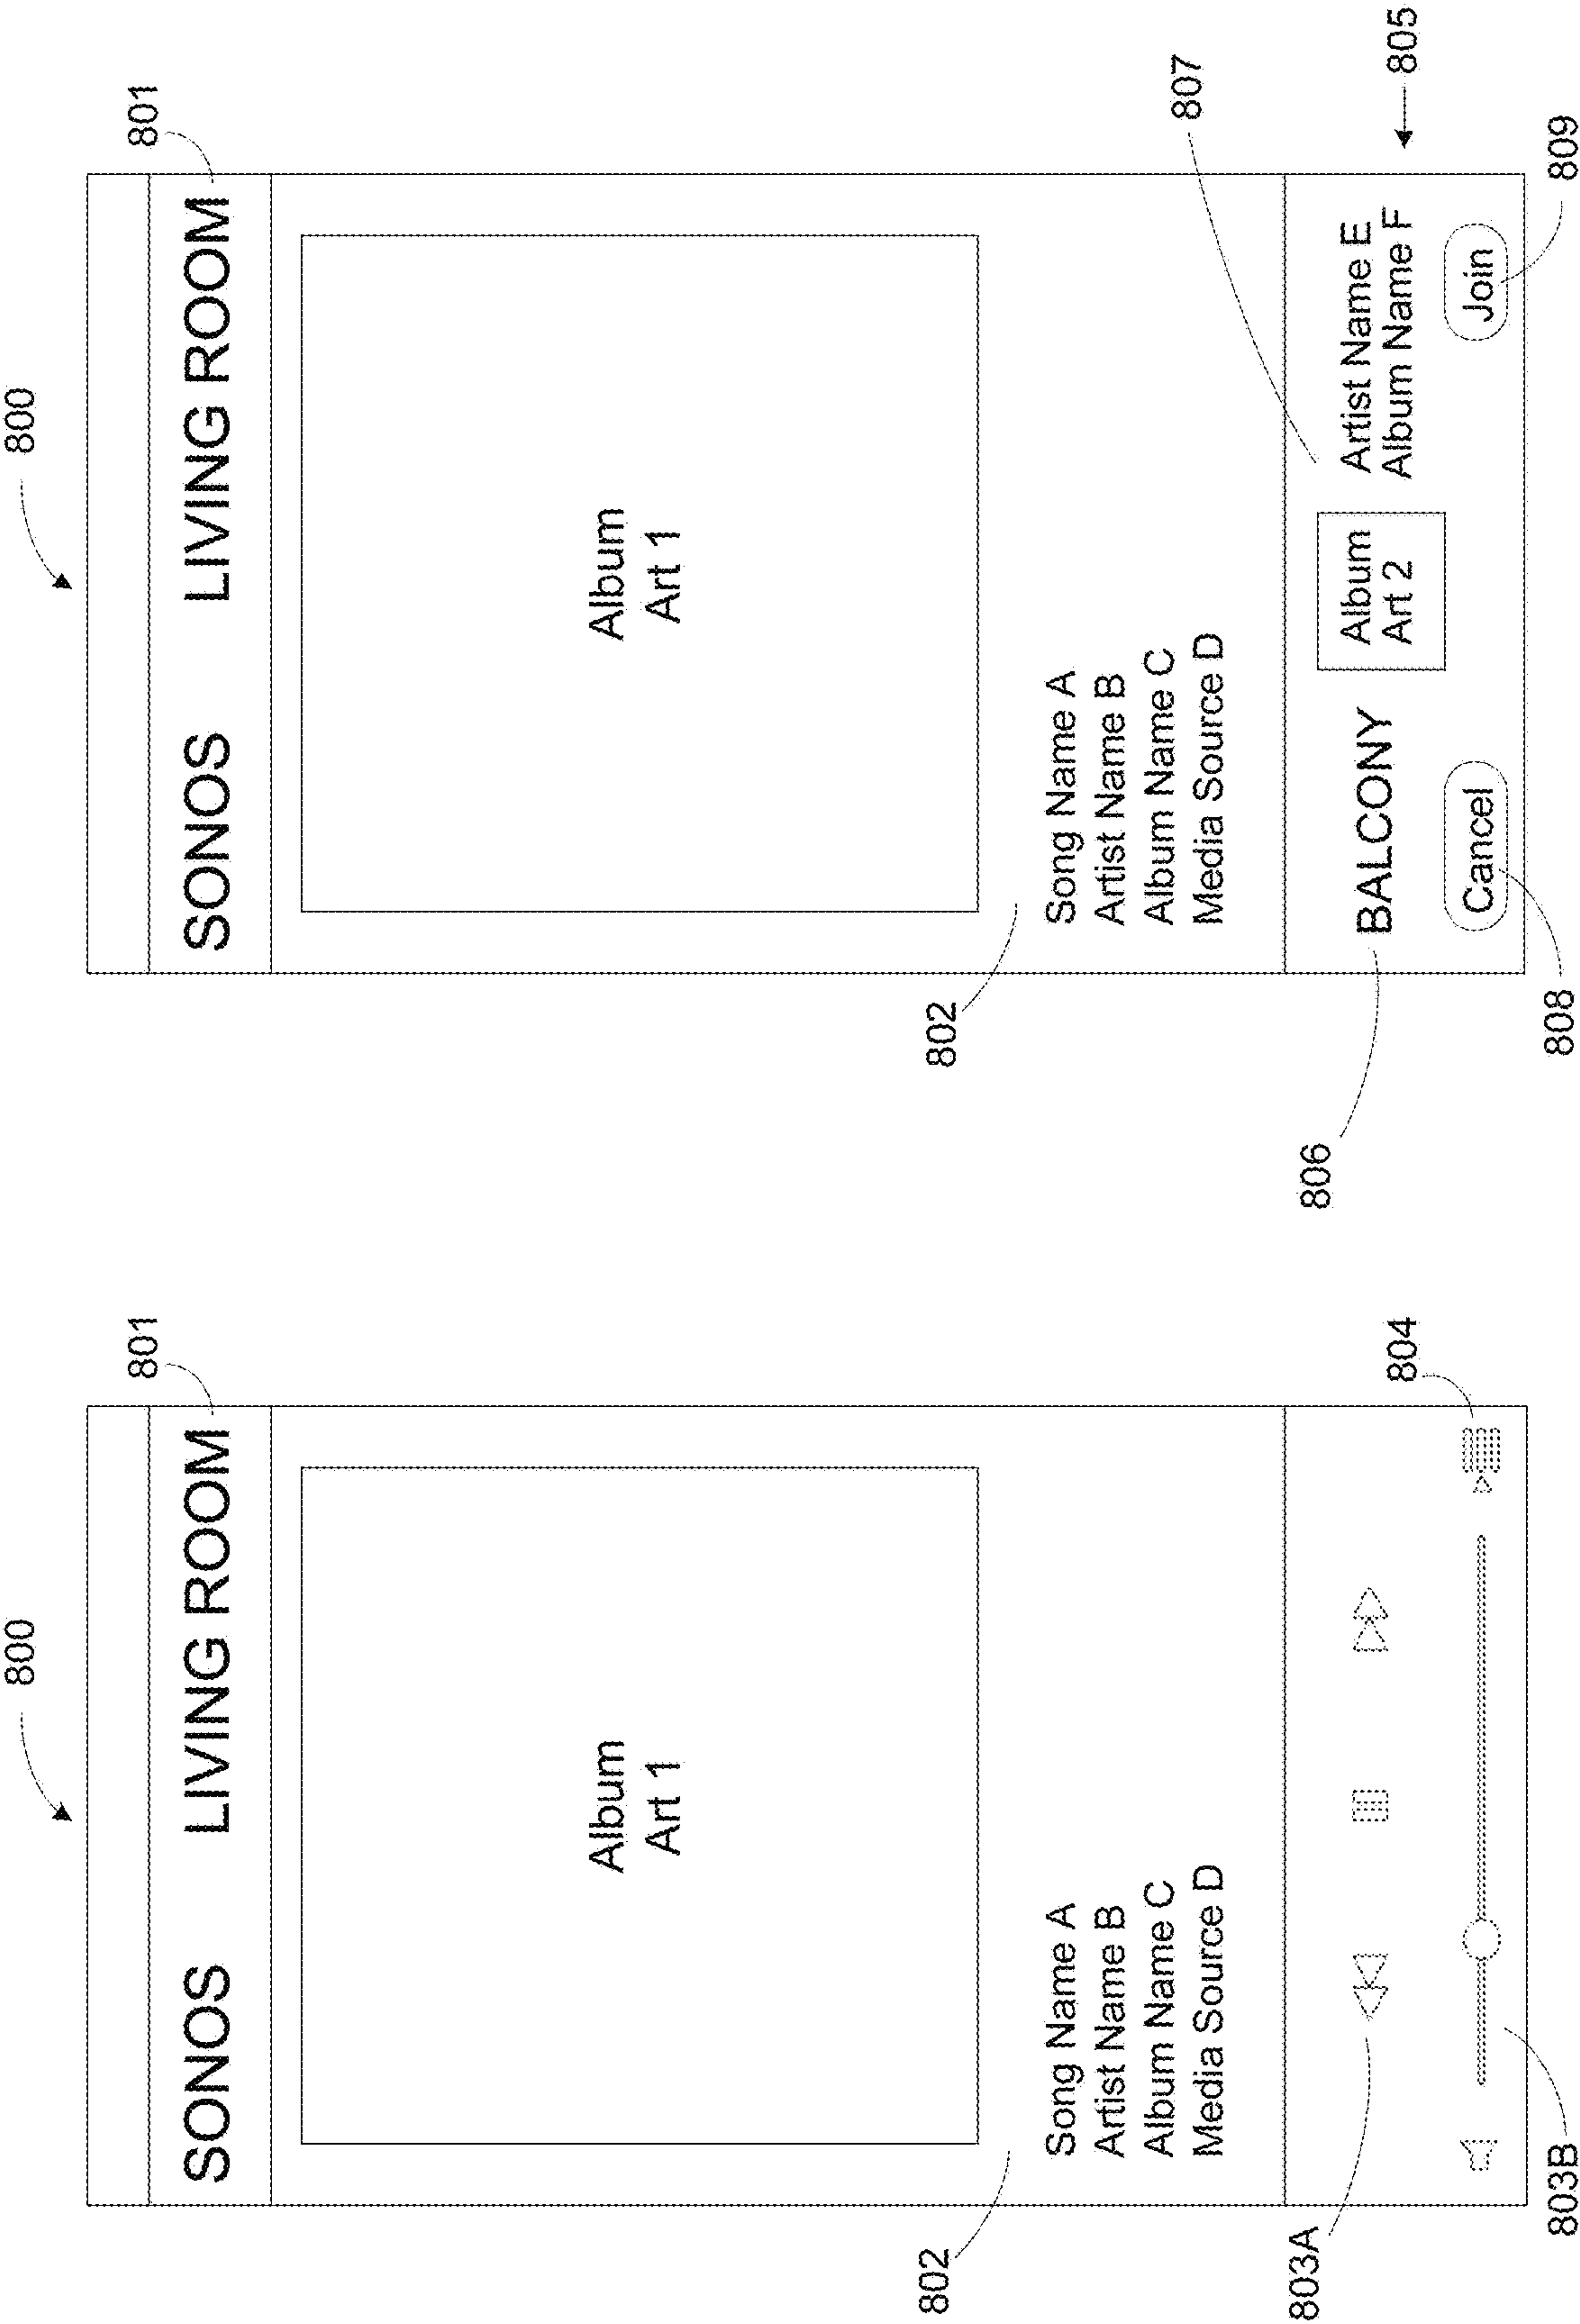 800
801
SONOS LIVING ROOM
Album
Art 1
802
Song Name A
Artist Name B
Album Name C
Media Source D
803A
804
803B
800
801
SONOS LIVING ROOM
Album
Art 1
802
Song Name A
Artist Name B
Album Name C
Media Source D
807
806
BALCONY
Album
Art 2
Artist Name E
Album Name F
805
Cancel
Join
808
809